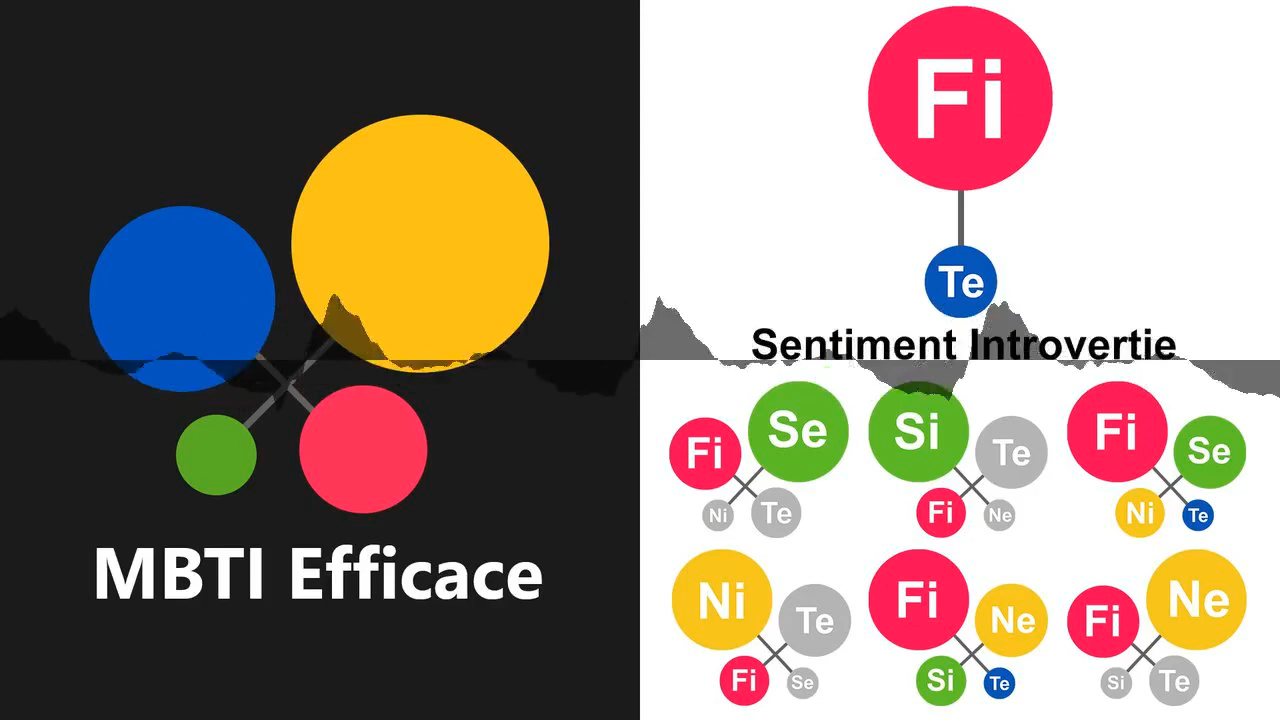 MBTI Efficace
Fi
Te
Sentiment Introvertie
Fi Se
Ni Te
Si Te
Fi Ne
Fi Se
Ni Te
Ni Te
Fi Se
Fi Ne
Si Te
Fi Ne
Si Te